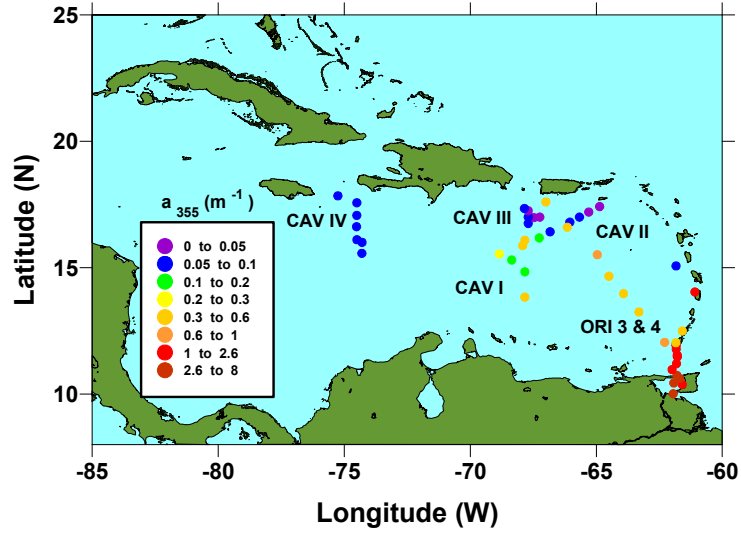 25
20
15
10
Latitude (N)
a 355 (m -1)
0 to 0.05
0.05 to 0.1
0.1 to 0.2
0.2 to 0.3
0.3 to 0.6
0.6 to 1
1 to 2.6
2.6 to 8
CAV IV
CAV III
CAV II
CAV I
ORI 3 & 4
-85 -80 -75 -70 -65 -60
Longitude (W)